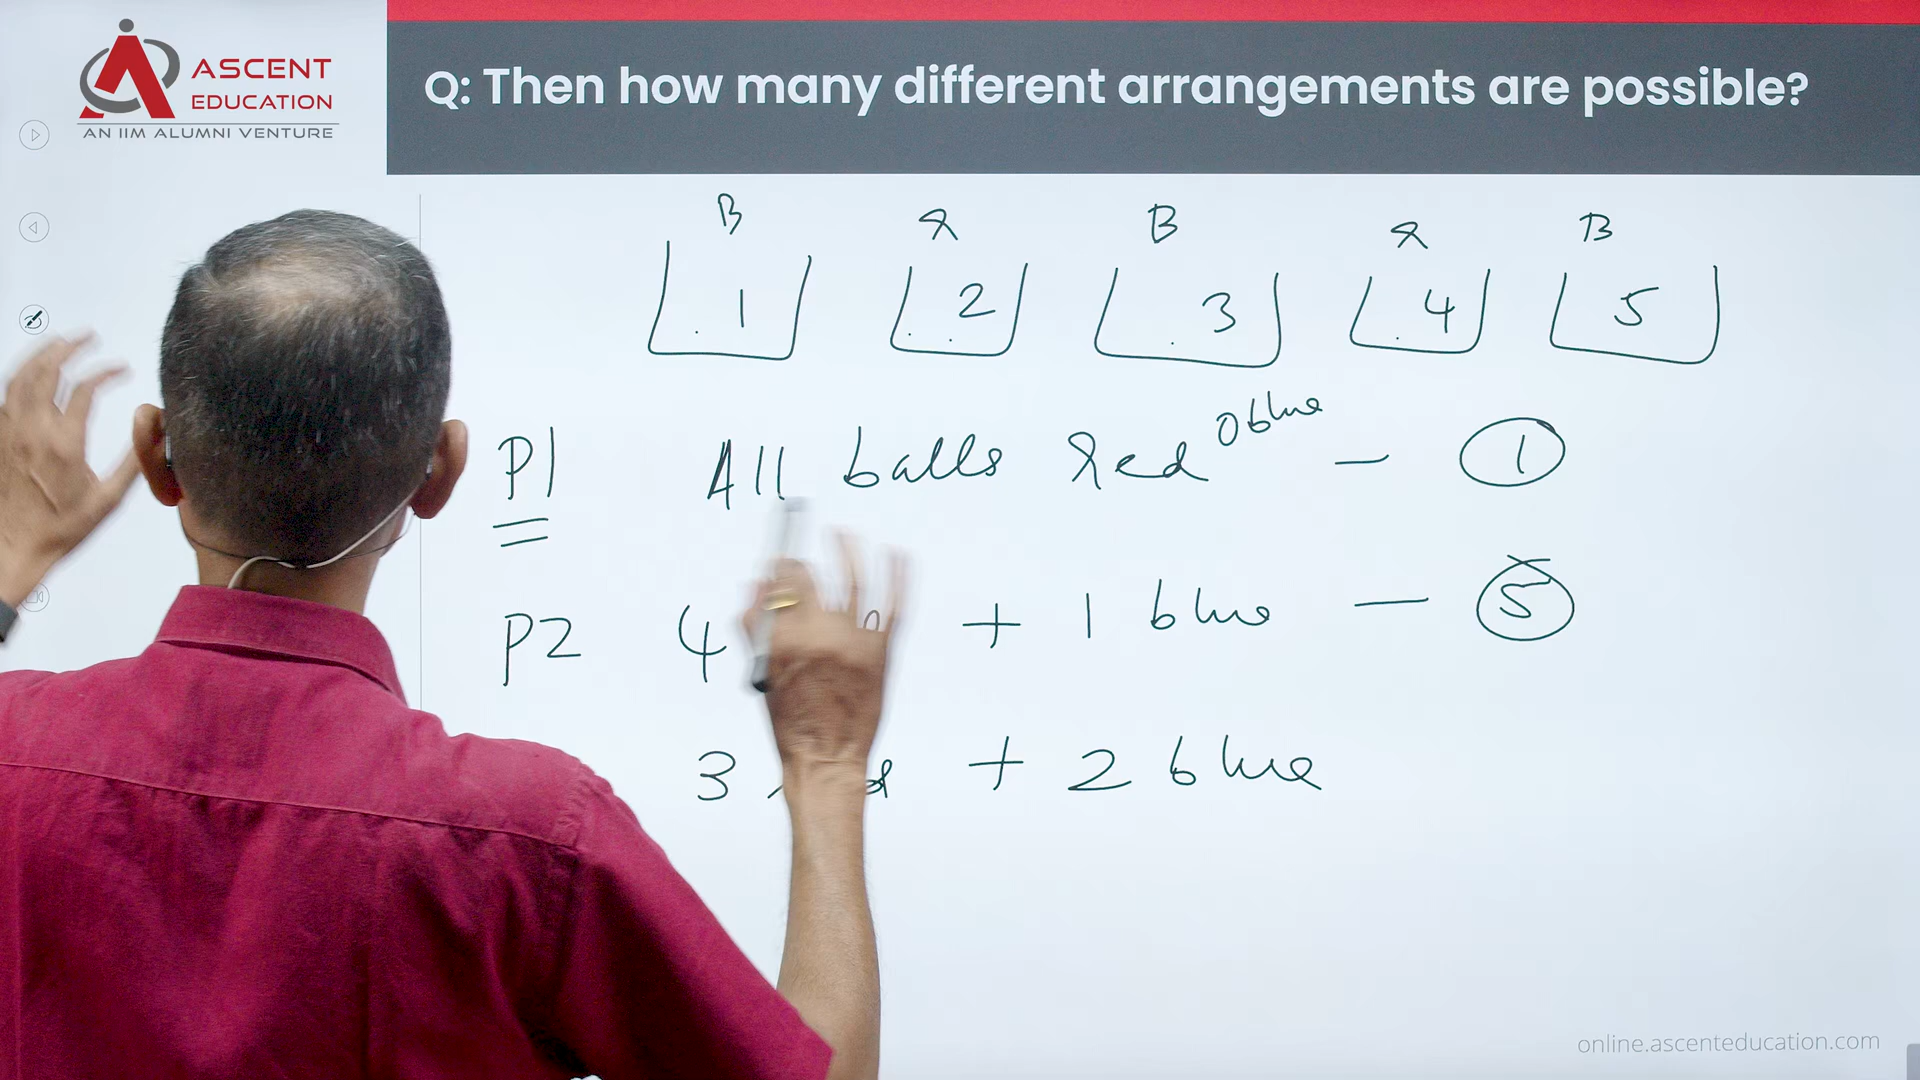 ASCENT
EDUCATION
AN IIM ALUMNI VENTURE
Q: Then how many different arrangements are possible?
B R B R B
1 2 3 4 5
P1 All balls Red 0 blue - 1
P2 4 + 1 blue - 5
3 + 2 blue
online.ascenteducation.com